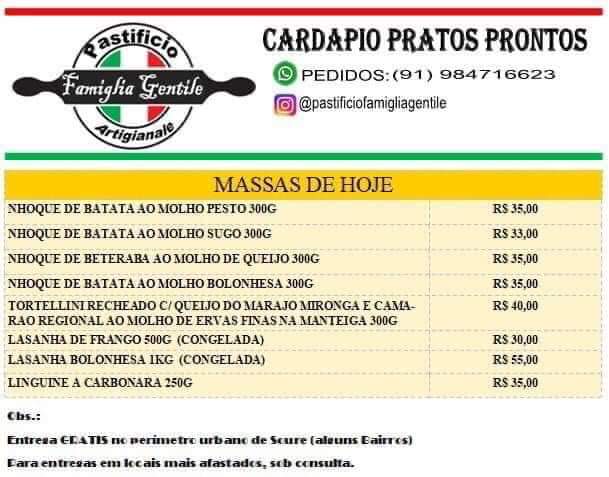 Pastificio
Famiglia Gentile
Artigianale
CARDAPIO PRATOS PRONTOS
PEDIDOS: (91) 984716623
@pastificiofamigliagentile
MASSAS DE HOJE
NHOQUE DE BATATA AO MOLHO PESTO 300G R$ 35,00
NHOQUE DE BATATA AO MOLHO SUGO 300G R$ 33,00
NHOQUE DE BETERABA AO MOLHO DE QUEIJO 300G R$ 35,00
NHOQUE DE BATATA AO MOLHO BOLONHESA 300G R$ 35,00
TORTELLINI RECHEADO C/ QUEIJO DO MARAJO MIRONGA E CAMA- R$ 40,00
RAO REGIONAL AO MOLHO DE ERVAS FINAS NA MANTEIGA 300G
LASANHA DE FRANGO 500G (CONGELADA) R$ 30,00
LASANHA BOLONHESA 1KG (CONGELADA) R$ 55,00
LINGUINE A CARBONARA 250G R$ 35,00
Obs.:
Entrega GRATIS no perímetro urbano de Soure (alguns Bairros)
Para entregas em locais mais afastados, sob consulta.